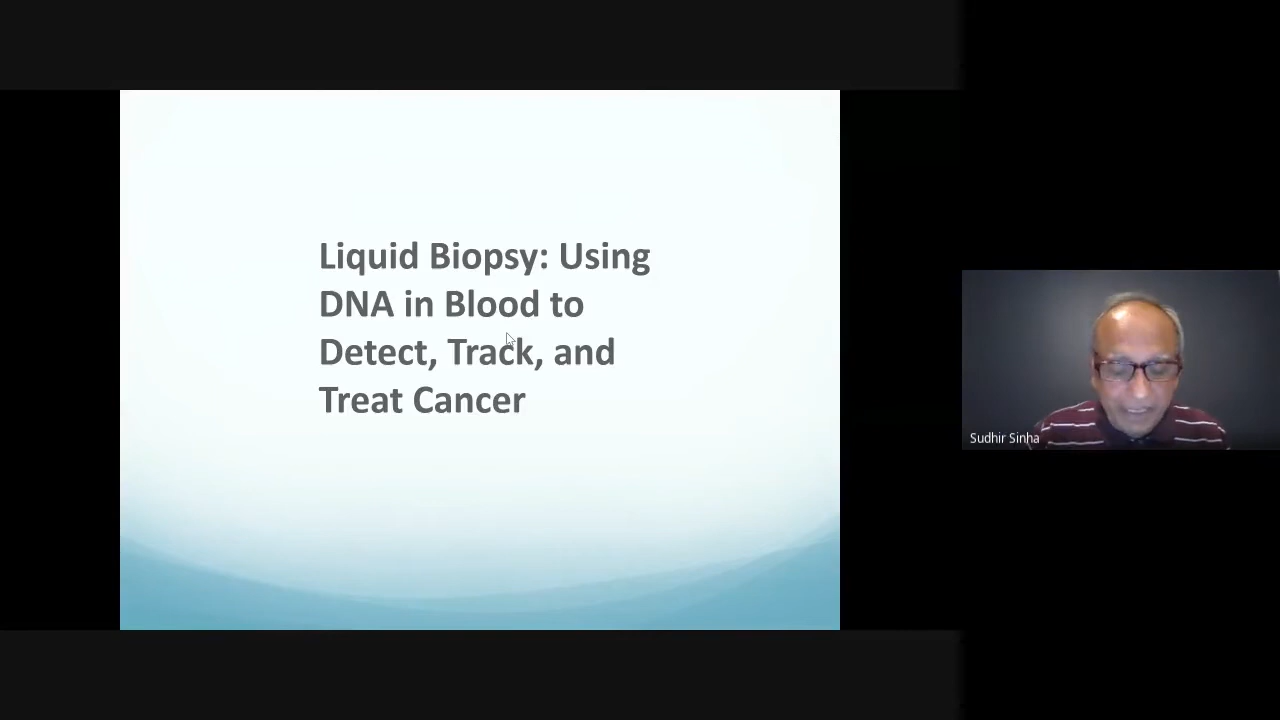 Liquid Biopsy: Using
DNA in Blood to
Detect, Track, and
Treat Cancer
Sudhir Sinha